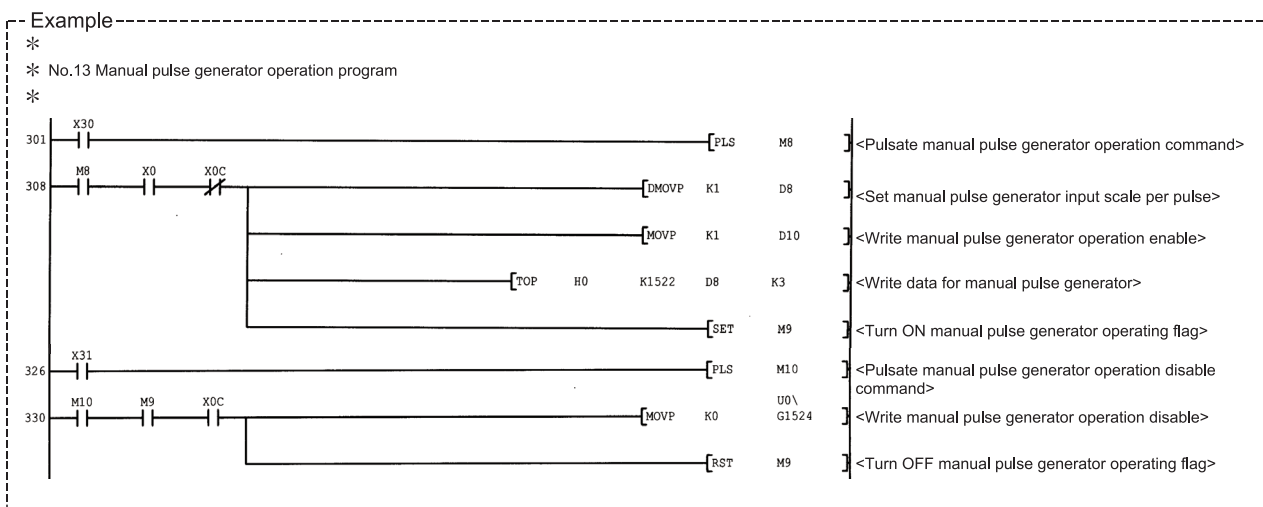 Example
*
* No.13 Manual pulse generator operation program
*
X30
301 [PLS M8 ] <Pulsate manual pulse generator operation command>
M8 X0 X0C
308 [DMOVP K1 D8 ] <Set manual pulse generator input scale per pulse>
[MOVP K1 D10 ] <Write manual pulse generator operation enable>
[TOP H0 K1522 D8 K3 ] <Write data for manual pulse generator>
[SET M9 ] <Turn ON manual pulse generator operating flag>
X31
326 [PLS M10 ] <Pulsate manual pulse generator operation disable
command>
M10 M9 X0C U0\
330 [MOVP K0 G1524 ] <Write manual pulse generator operation disable>
[RST M9 ] <Turn OFF manual pulse generator operating flag>